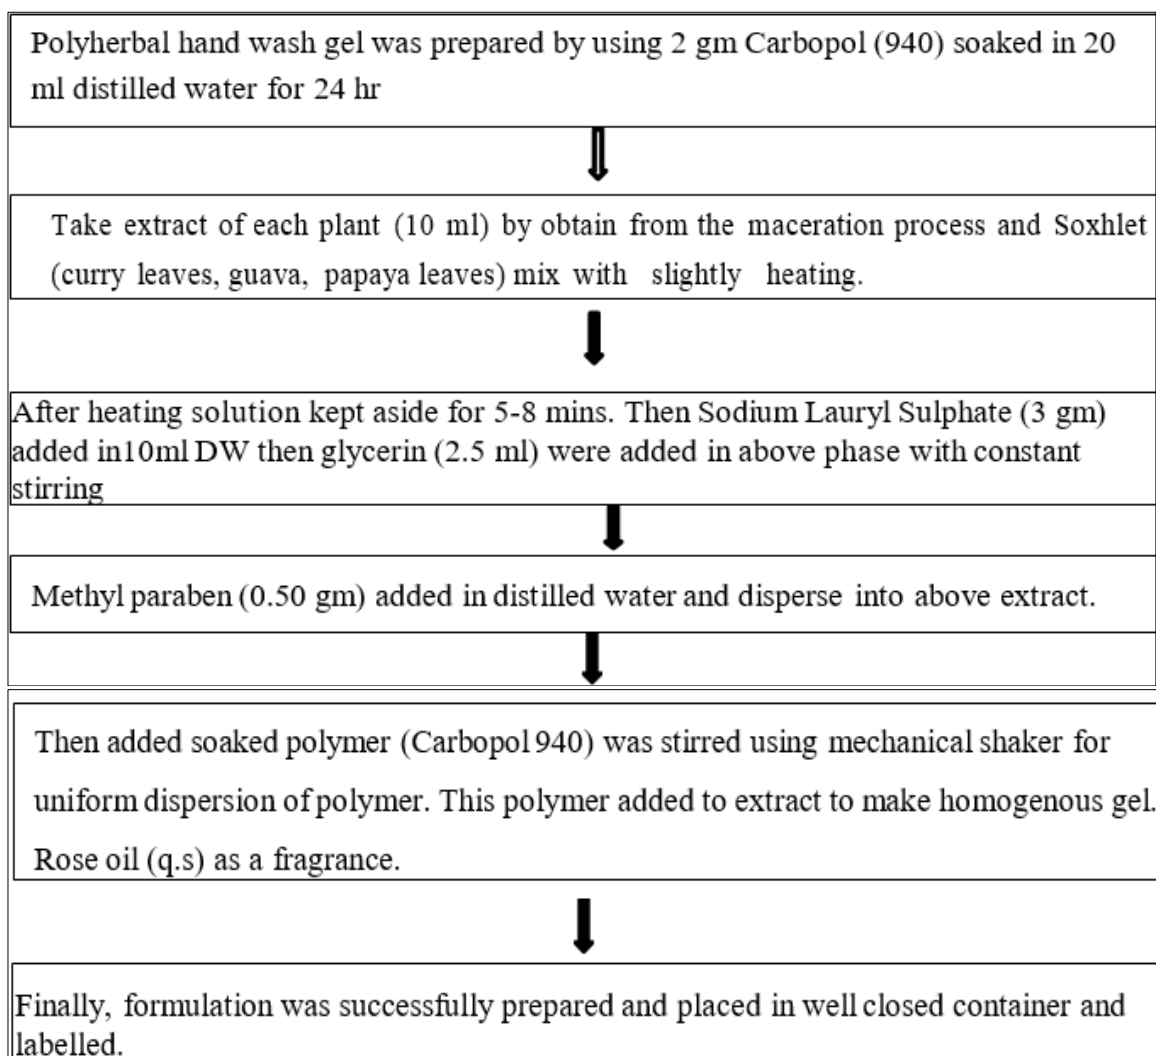 Polyherbal hand wash gel was prepared by using 2 gm Carbopol (940) soaked in 20
ml distilled water for 24 hr
Take extract of each plant (10 ml) by obtain from the maceration process and Soxhlet
(curry leaves, guava, papaya leaves) mix with slightly heating.
After heating solution kept aside for 5-8 mins. Then Sodium Lauryl Sulphate (3 gm)
added in10ml DW then glycerin (2.5 ml) were added in above phase with constant
stirring
Methyl paraben (0.50 gm) added in distilled water and disperse into above extract.
Then added soaked polymer (Carbopol 940) was stirred using mechanical shaker for
uniform dispersion of polymer. This polymer added to extract to make homogenous gel.
Rose oil (q.s) as a fragrance.
Finally, formulation was successfully prepared and placed in well closed container and
labelled.